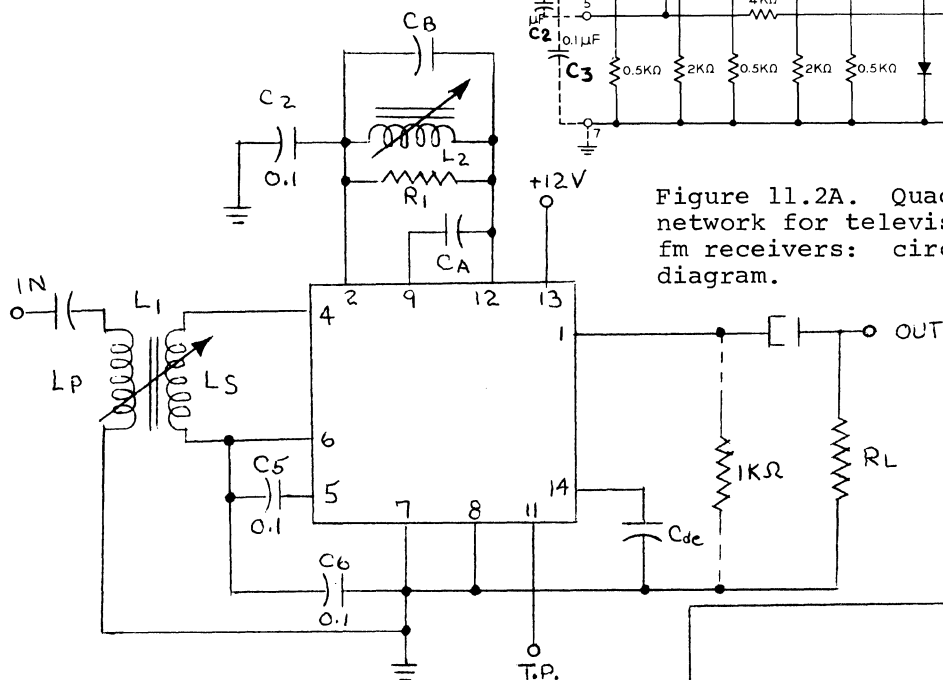 CB
C2
0.1
L2
R1
CA
+12V
2
9
12
13
IN
L1
LP
LS
4
6
5
C5
0.1
C6
0.1
7
8
11
T.P.
1
14
OUT
1KΩ
RL
Cde
5
4KΩ
μF
C2
0.1μF
C3
0.5KΩ
2KΩ
0.5KΩ
2KΩ
0.5KΩ
7
Figure 11.2A. Quad
network for televis
fm receivers: circ
diagram.